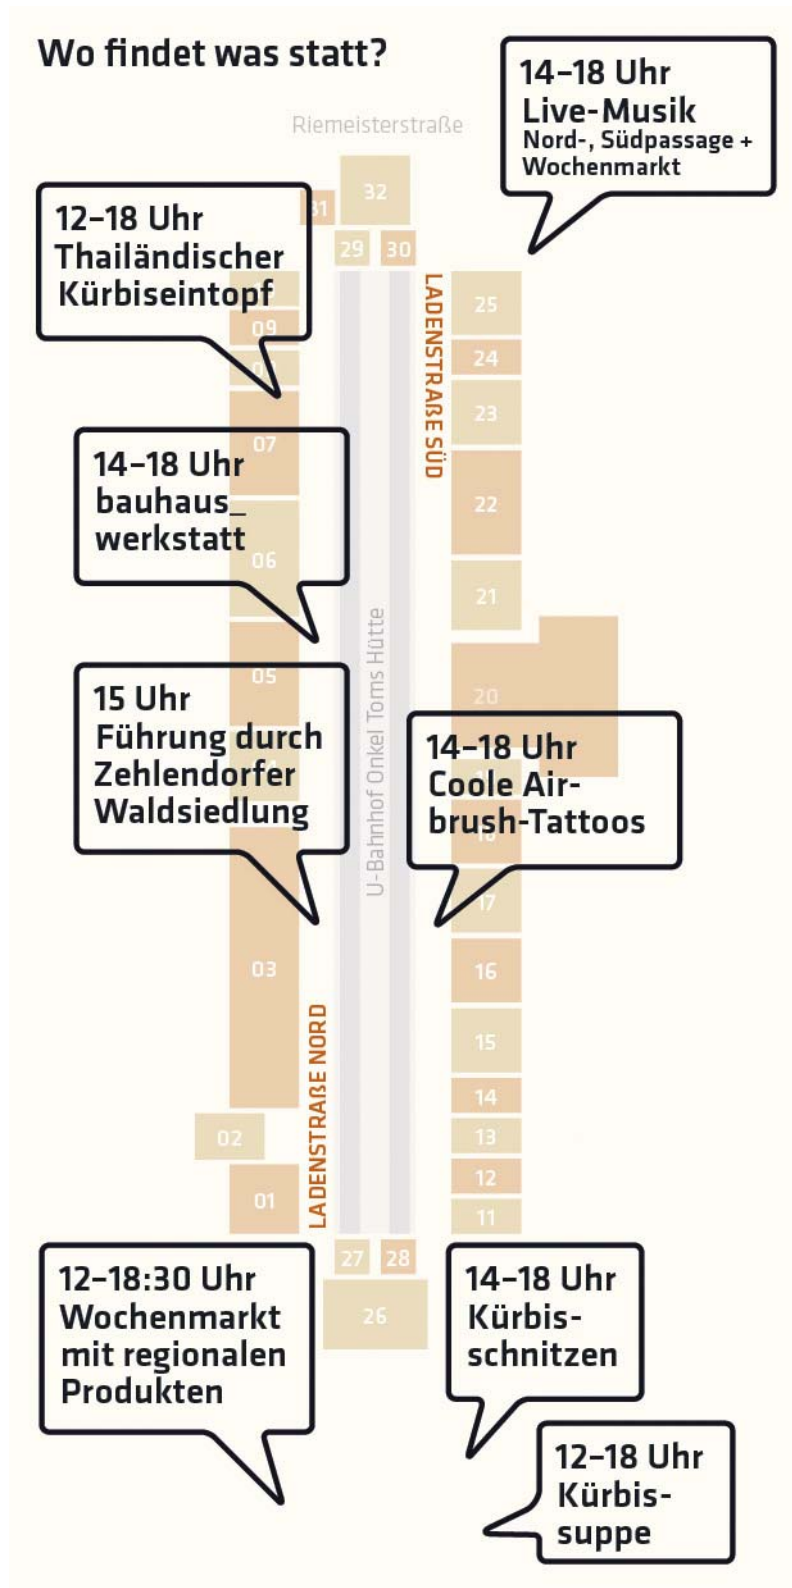 Wo findet was statt?
14–18 Uhr
Live-Musik
Nord-, Südpassage +
Wochenmarkt
Riemeisterstraße
32
31
29
30
12–18 Uhr
Thailändischer
Kürbiseintopf
09
07
14–18 Uhr
bauhaus_
werkstatt
06
05
15 Uhr
Führung durch
Zehlendorfer
Waldsiedlung
03
02
01
LADENSTRAßE NORD
U-Bahnhof Onkel Toms Hütte
LADENSTRAßE SÜD
25
24
23
22
21
20
14–18 Uhr
Coole Air-
brush-Tattoos
18
17
16
15
14
13
12
11
27
28
26
12–18:30 Uhr
Wochenmarkt
mit regionalen
Produkten
14–18 Uhr
Kürbis-
schnitzen
12–18 Uhr
Kürbis-
suppe